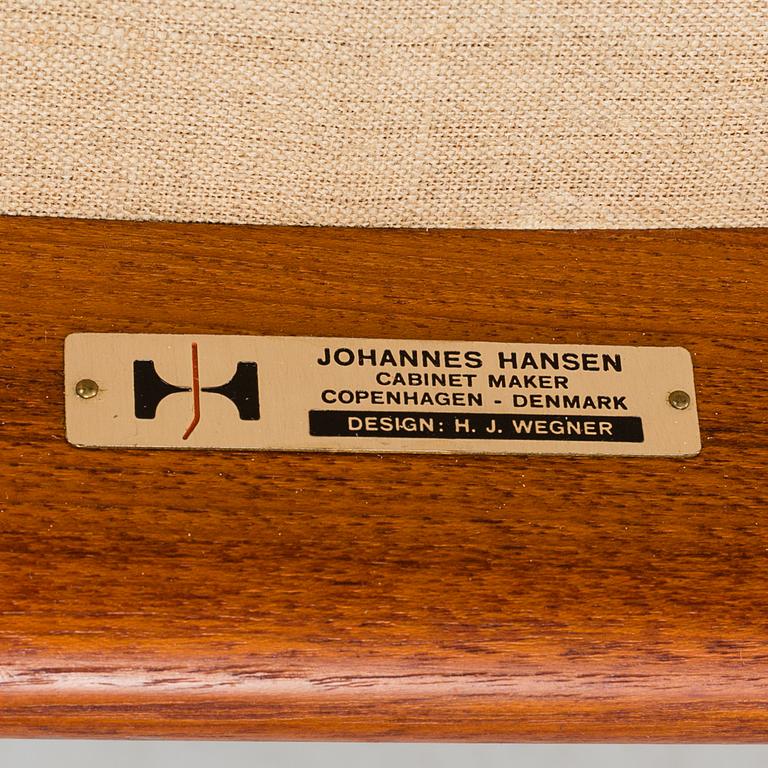 JOHANNES HANSEN
CABINET MAKER
COPENHAGEN - DENMARK
DESIGN: H. J. WEGNER